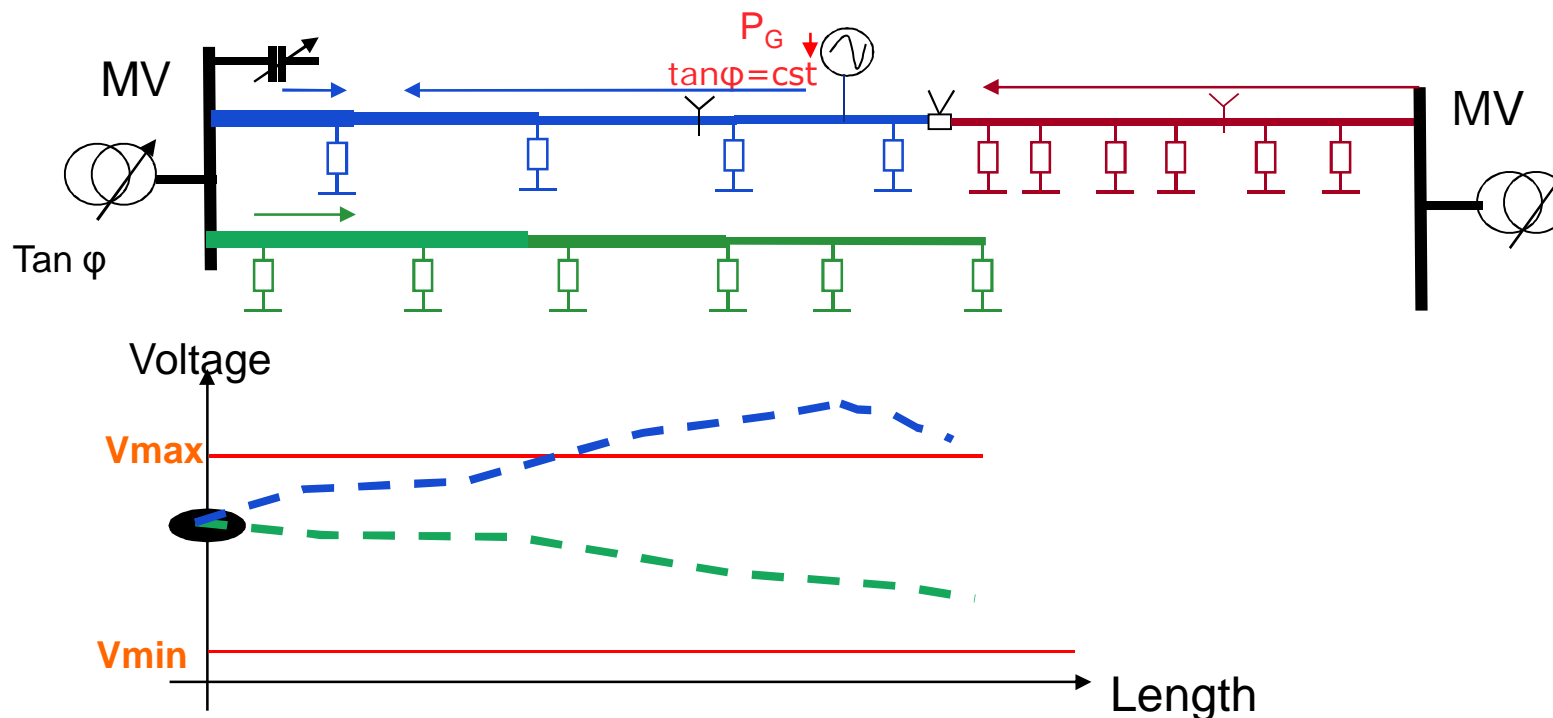 P_G
MV
tanφ=cst
MV
Tan φ
Voltage
Vmax
Vmin
Length